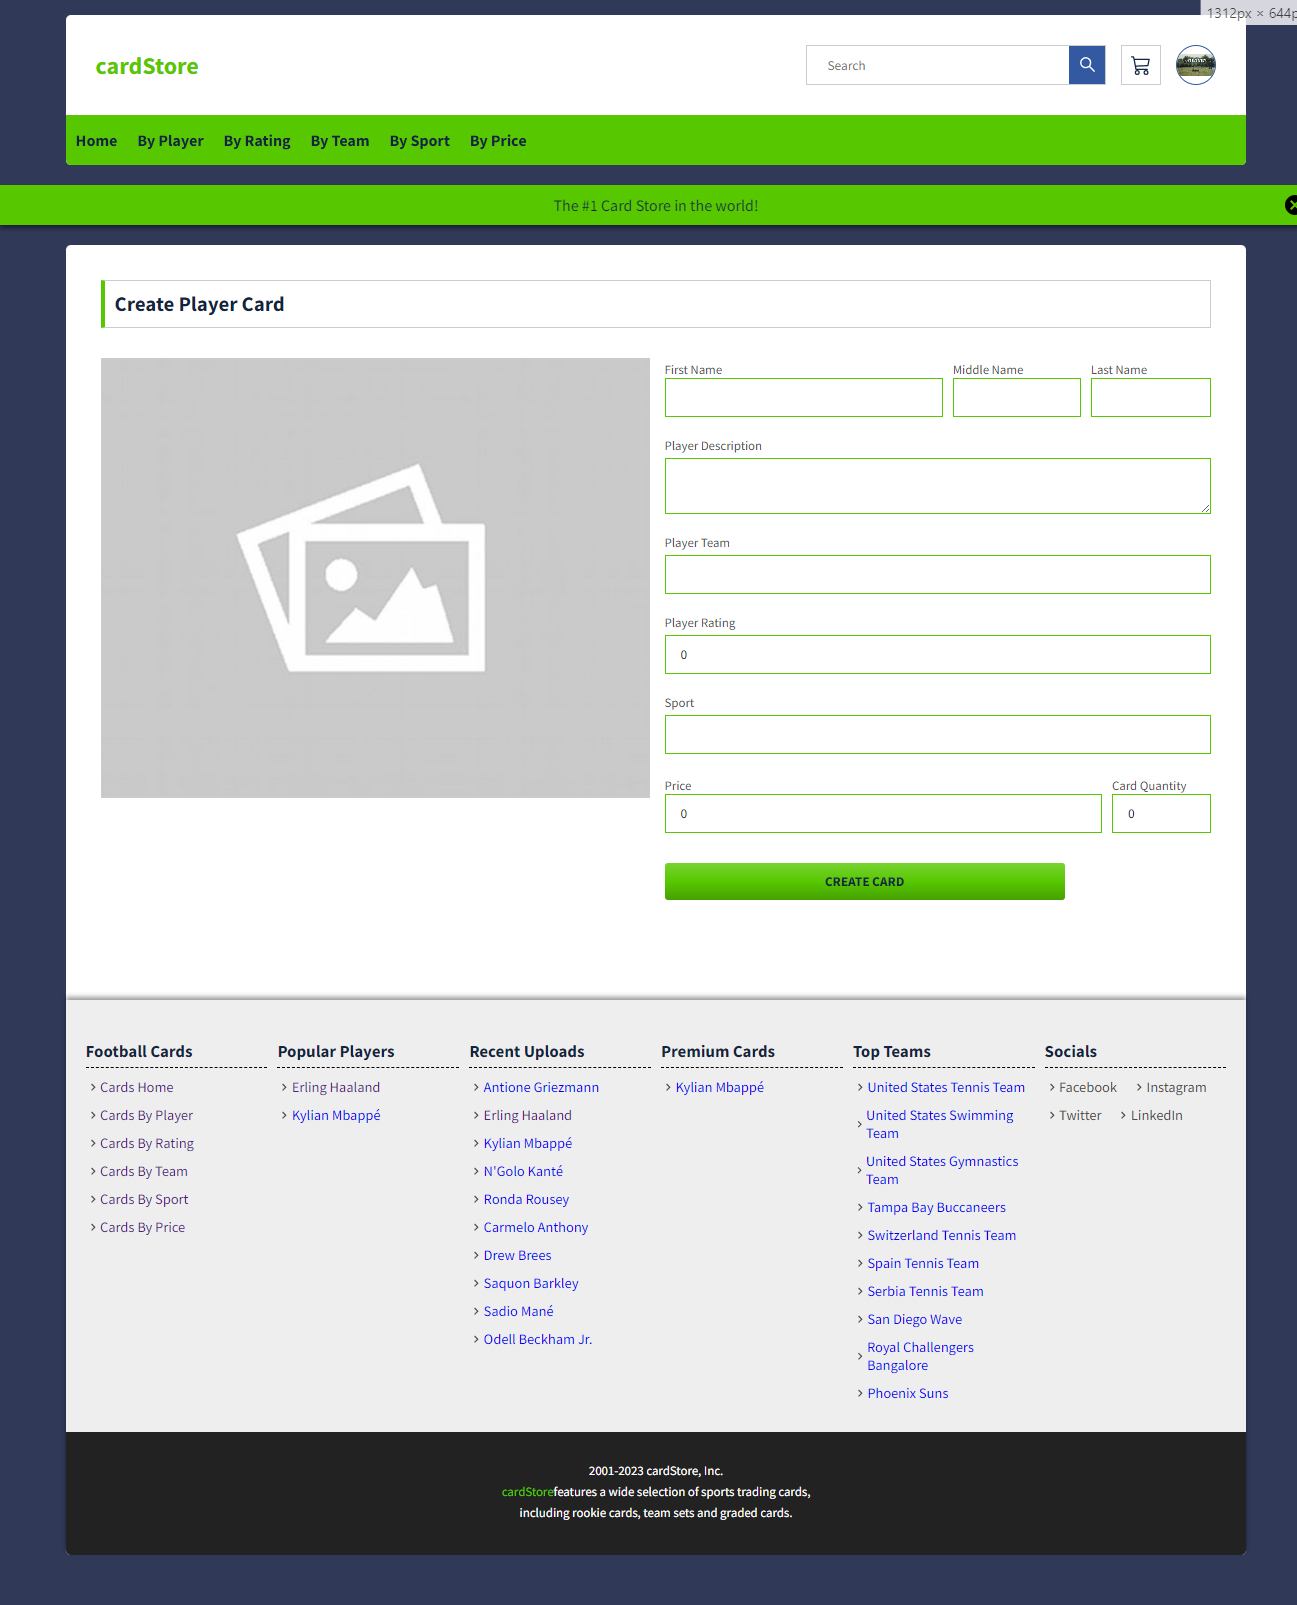 1312px × 644p
cardStore
Search
Home By Player By Rating By Team By Sport By Price
The #1 Card Store in the world!
Create Player Card
First Name Middle Name Last Name
Player Description
Player Team
Player Rating
0
Sport
Price Card Quantity
0 0
CREATE CARD
Football Cards
Cards Home
Cards By Player
Cards By Rating
Cards By Team
Cards By Sport
Cards By Price
Popular Players
Erling Haaland
Kylian Mbappé
Recent Uploads
Antione Griezmann
Erling Haaland
Kylian Mbappé
N'Golo Kanté
Ronda Rousey
Carmelo Anthony
Drew Brees
Saquon Barkley
Sadio Mané
Odell Beckham Jr.
Premium Cards
Kylian Mbappé
Top Teams
United States Tennis Team
United States Swimming
Team
United States Gymnastics
Team
Tampa Bay Buccaneers
Switzerland Tennis Team
Spain Tennis Team
Serbia Tennis Team
San Diego Wave
Royal Challengers
Bangalore
Phoenix Suns
Socials
Facebook Instagram
Twitter LinkedIn
2001-2023 cardStore, Inc.
cardStorefeatures a wide selection of sports trading cards,
including rookie cards, team sets and graded cards.